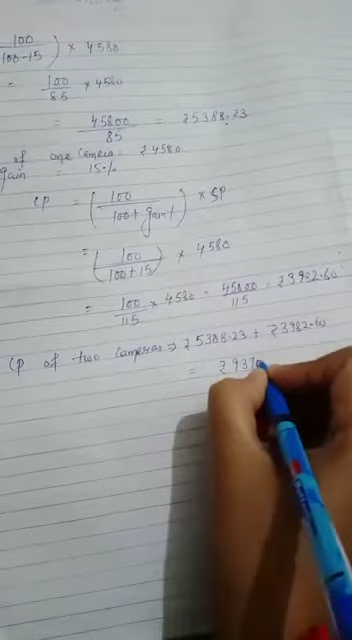 (100 / 100-15) × 4580
= 100/85 × 4580
= 45800/85 = ₹5388.23
of one camera = ₹4580
gain = 15%
CP = (100 / 100+gain%) × SP
= (100 / 100+15) × 4580
= 100/115 × 4580 = 45800/115 = ₹3982.60
CP of two cameras => ₹5388.23 + ₹3982.60
= ₹937